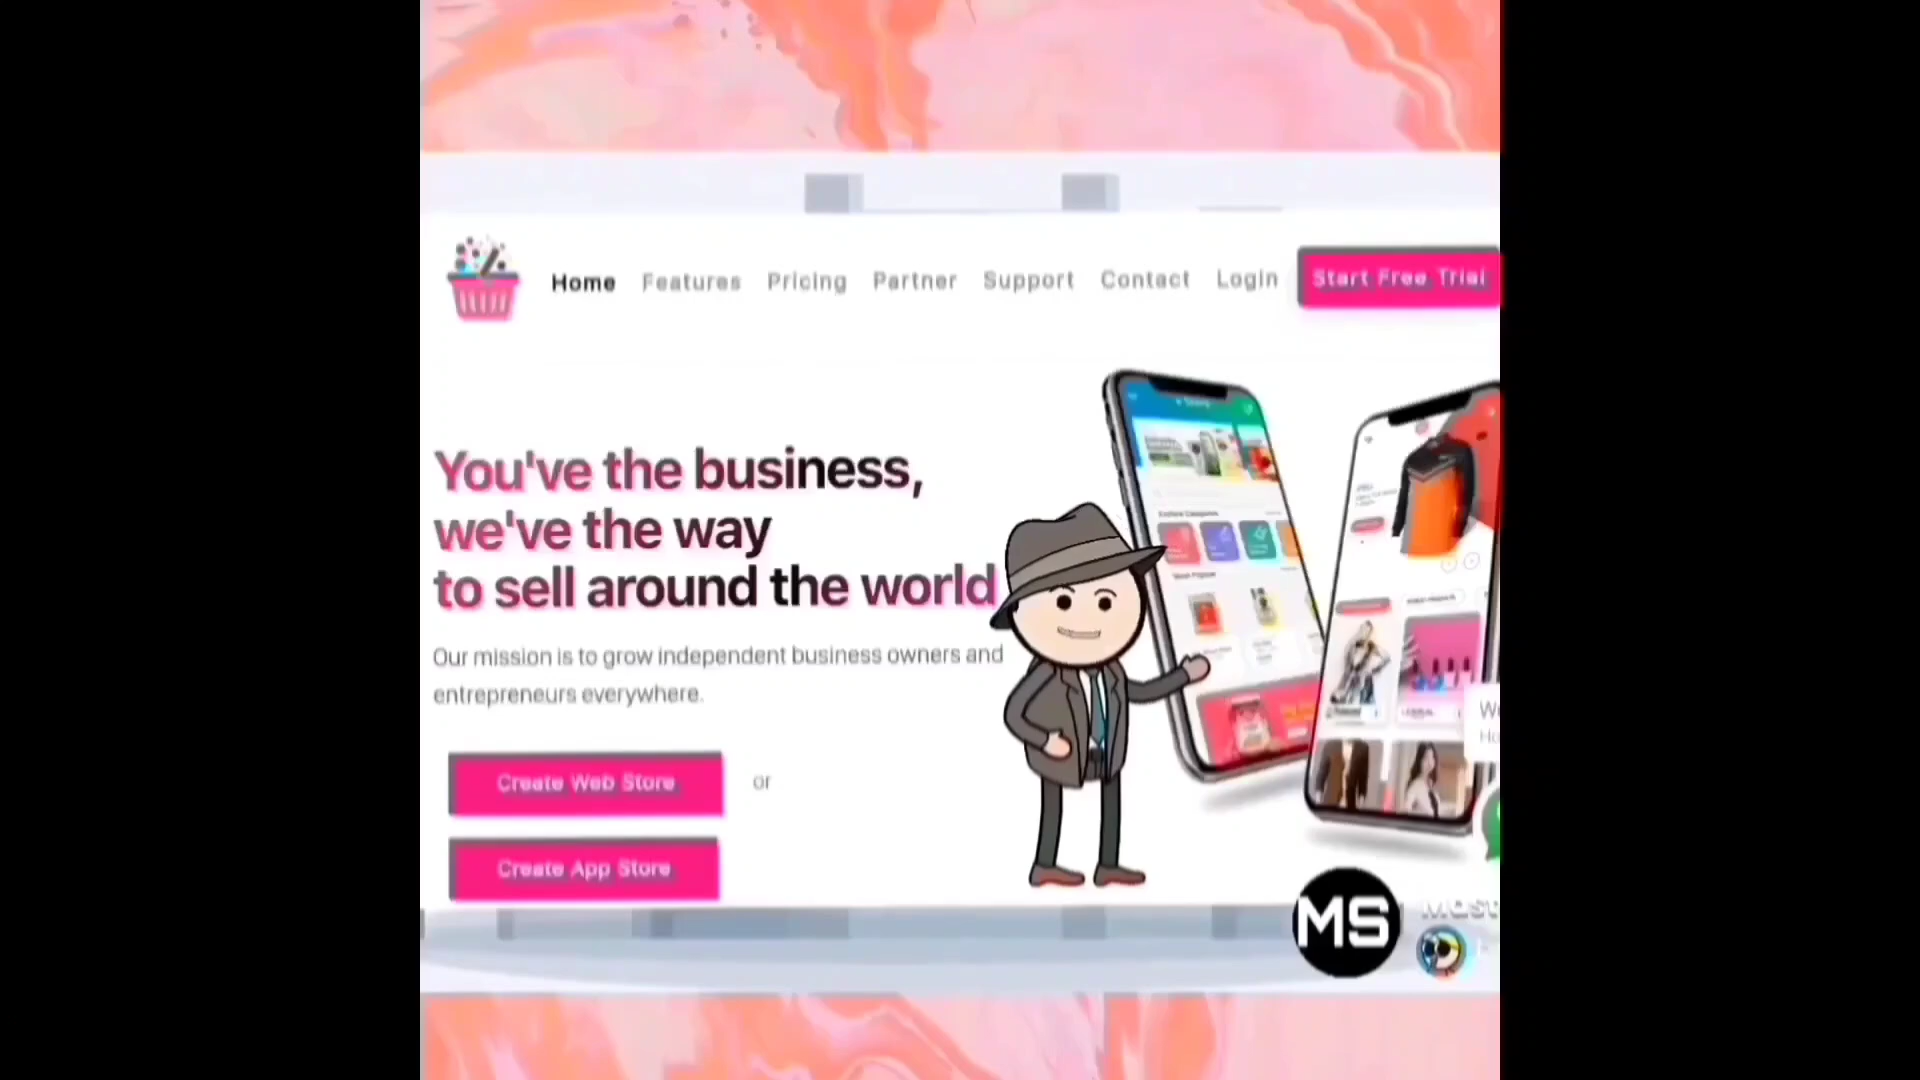 Home Features Pricing Partner Support Contact Login Start Free Trial
You've the business,
we've the way
to sell around the world
Our mission is to grow independent business owners and
entrepreneurs everywhere.
Create Web Store or
Create App Store
MS